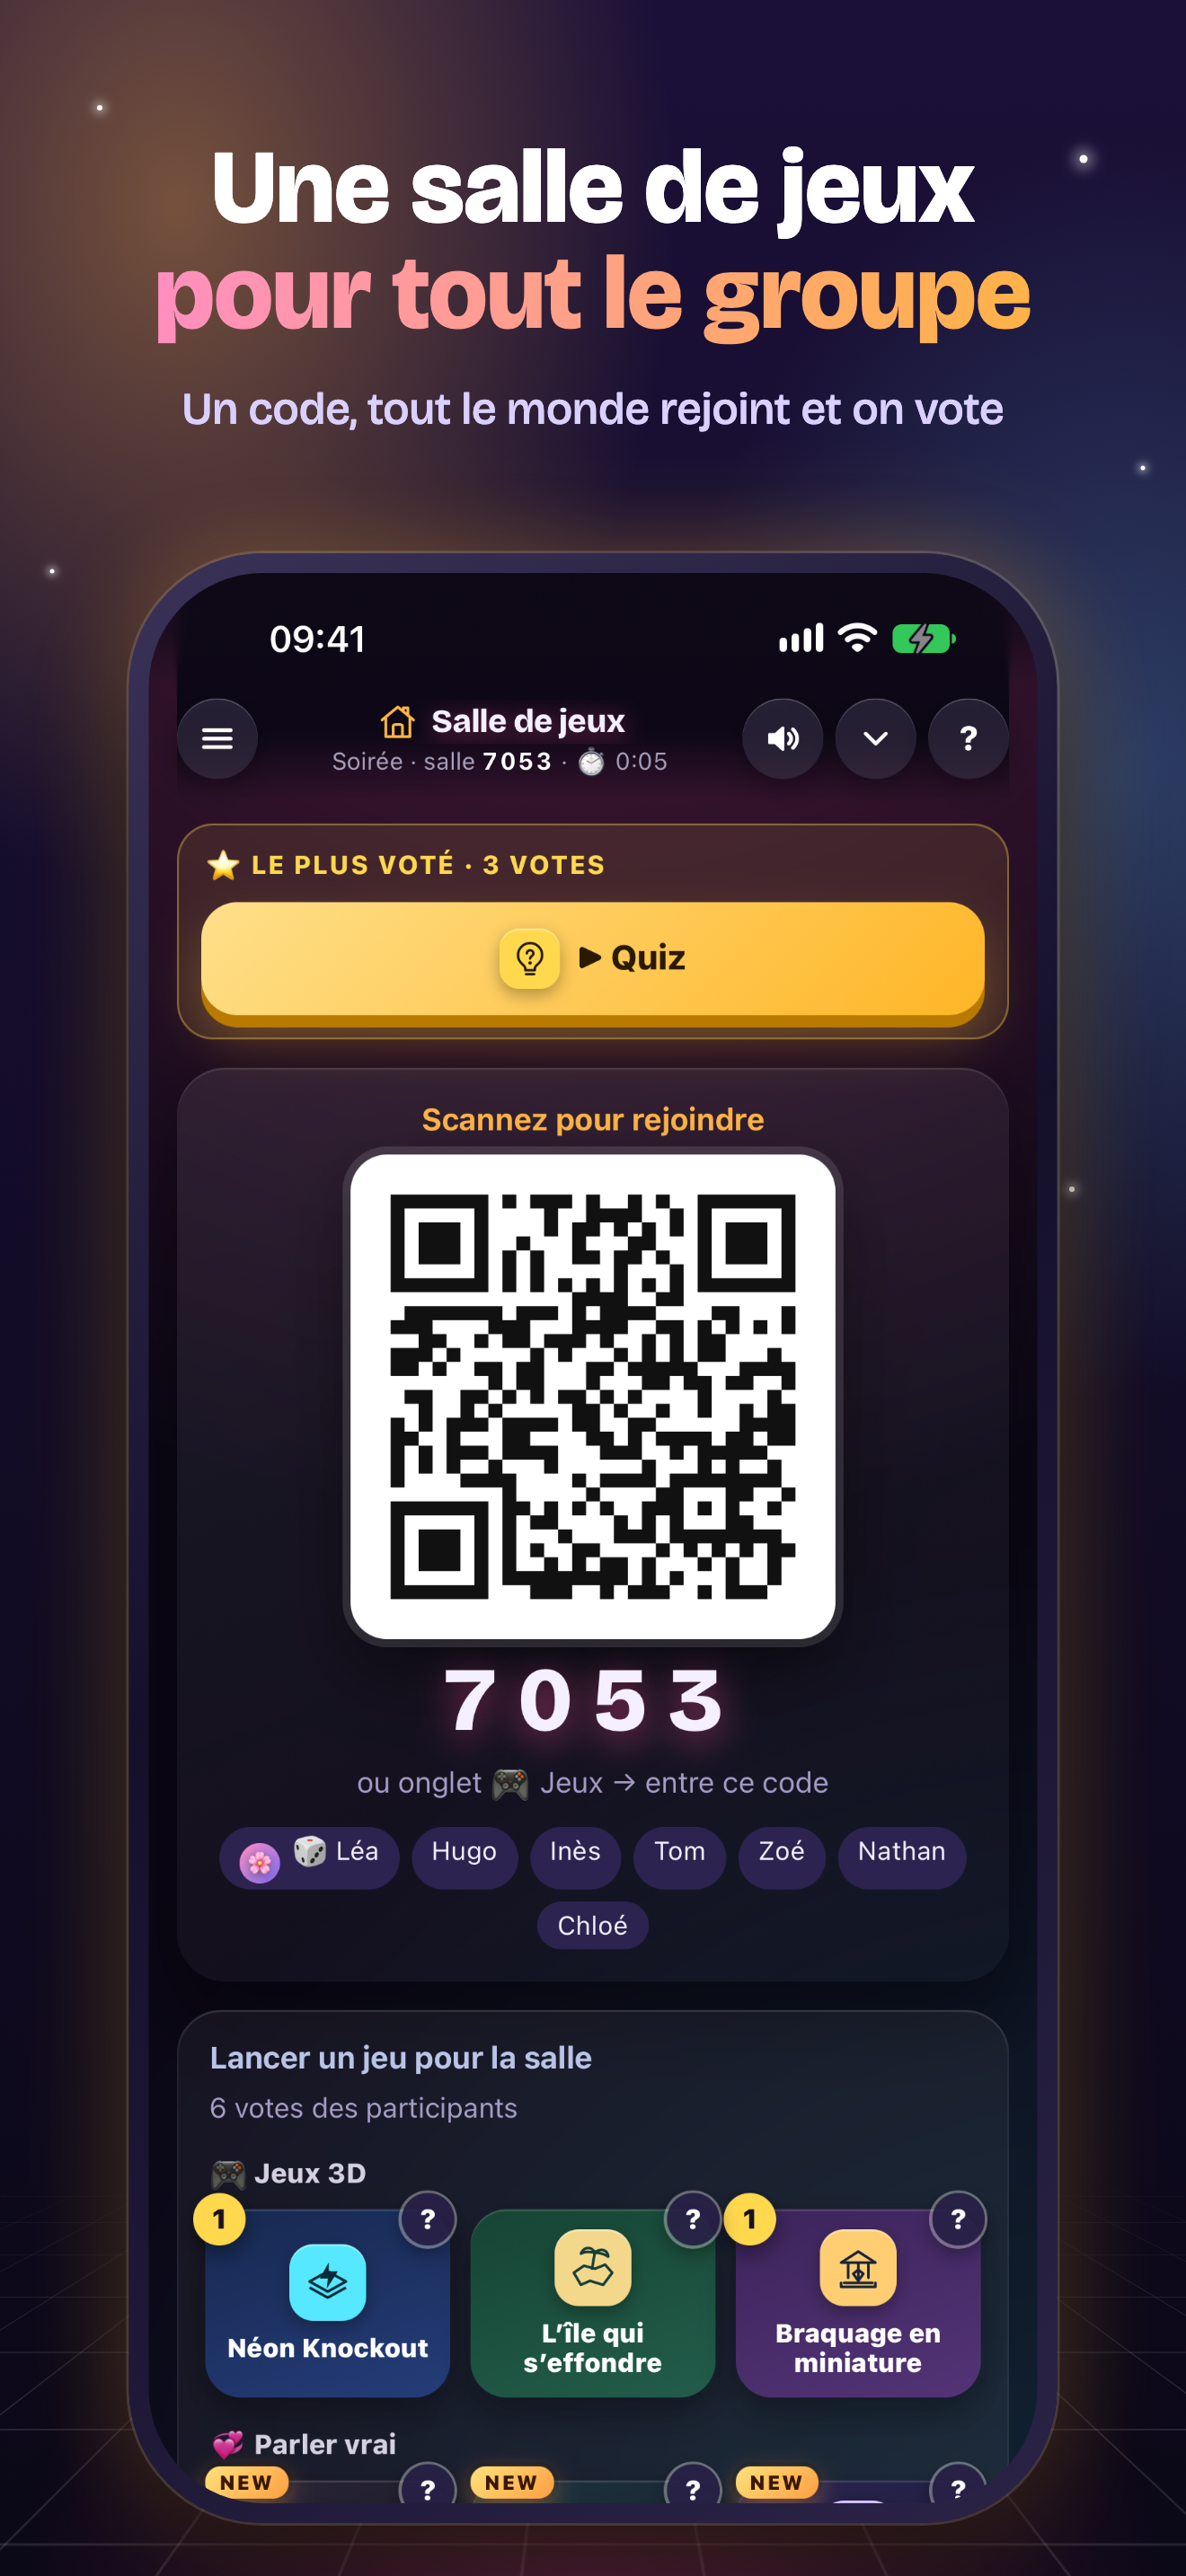 Une salle de jeux
pour tout le groupe
Un code, tout le monde rejoint et on vote
09:41
Salle de jeux
Soirée · salle 7053 · ⏱️ 0:05
?
⭐ LE PLUS VOTÉ · 3 VOTES
▶ Quiz
Scannez pour rejoindre
7053
ou onglet 🎮 Jeux → entre ce code
🎲 Léa
Hugo
Inès
Tom
Zoé
Nathan
Chloé
Lancer un jeu pour la salle
6 votes des participants
🎮 Jeux 3D
1
?
?
1
?
Néon Knockout
L’île qui
s’effondre
Braquage en
miniature
💞 Parler vrai
NEW
?
NEW
?
NEW
?